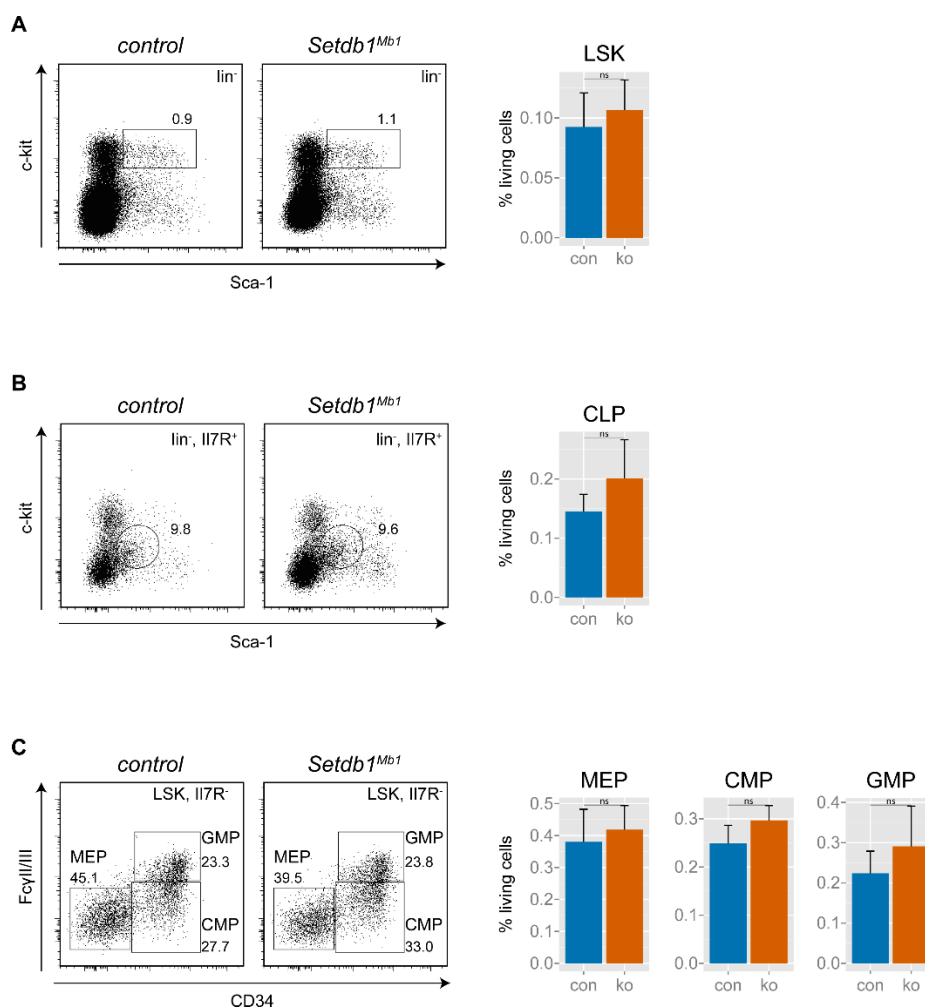 A
control
Setdb1Mb1
lin-
lin-
0.9
1.1
c-kit
Sca-1
LSK
ns
% living cells
0.10
0.05
0.00
con
ko
B
control
Setdb1Mb1
lin-, Il7R+
lin-, Il7R+
9.8
9.6
c-kit
Sca-1
CLP
ns
% living cells
0.2
0.1
0.0
con
ko
C
control
Setdb1Mb1
LSK, Il7R-
LSK, Il7R-
GMP
23.3
MEP
45.1
CMP
27.7
GMP
23.8
MEP
39.5
CMP
33.0
FcγII/III
CD34
MEP
ns
% living cells
0.5
0.4
0.3
0.2
0.1
0.0
con
ko
CMP
ns
0.3
0.2
0.1
0.0
con
ko
GMP
ns
0.4
0.3
0.2
0.1
0.0
con
ko